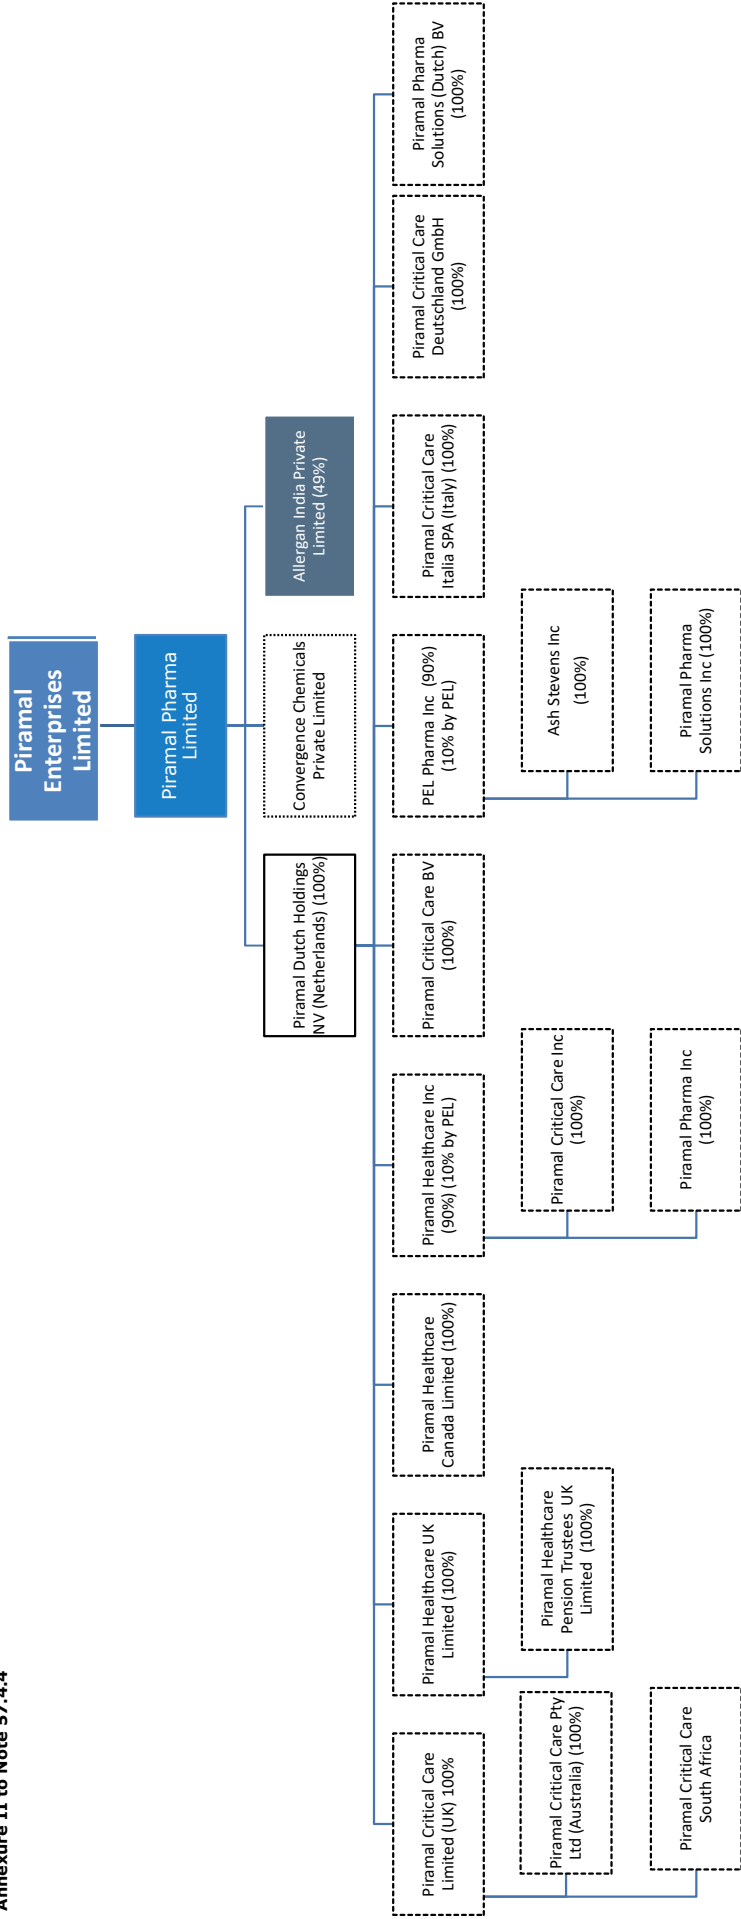 Annexure II to Note 57.4.4
Piramal
Enterprises
Limited
Piramal Pharma
Limited
Piramal Dutch Holdings
NV (Netherlands) (100%)
Convergence Chemicals
Private Limited
Allergan India Private
Limited (49%)
Piramal Critical Care
Limited (UK) 100%
Piramal Healthcare UK
Limited (100%)
Piramal Healthcare
Canada Limited (100%)
Piramal Healthcare Inc
(90%) (10% by PEL)
Piramal Critical Care BV
(100%)
PEL Pharma Inc (90%)
(10% by PEL)
Piramal Critical Care
Italia SPA (Italy) (100%)
Piramal Critical Care
Deutschland GmbH
(100%)
Piramal Pharma
Solutions (Dutch) BV
(100%)
Piramal Critical Care Pty
Ltd (Australia) (100%)
Piramal Healthcare
Pension Trustees UK
Limited (100%)
Piramal Critical Care Inc
(100%)
Ash Stevens Inc
(100%)
Piramal Critical Care
South Africa
Piramal Pharma Inc
(100%)
Piramal Pharma
Solutions Inc (100%)